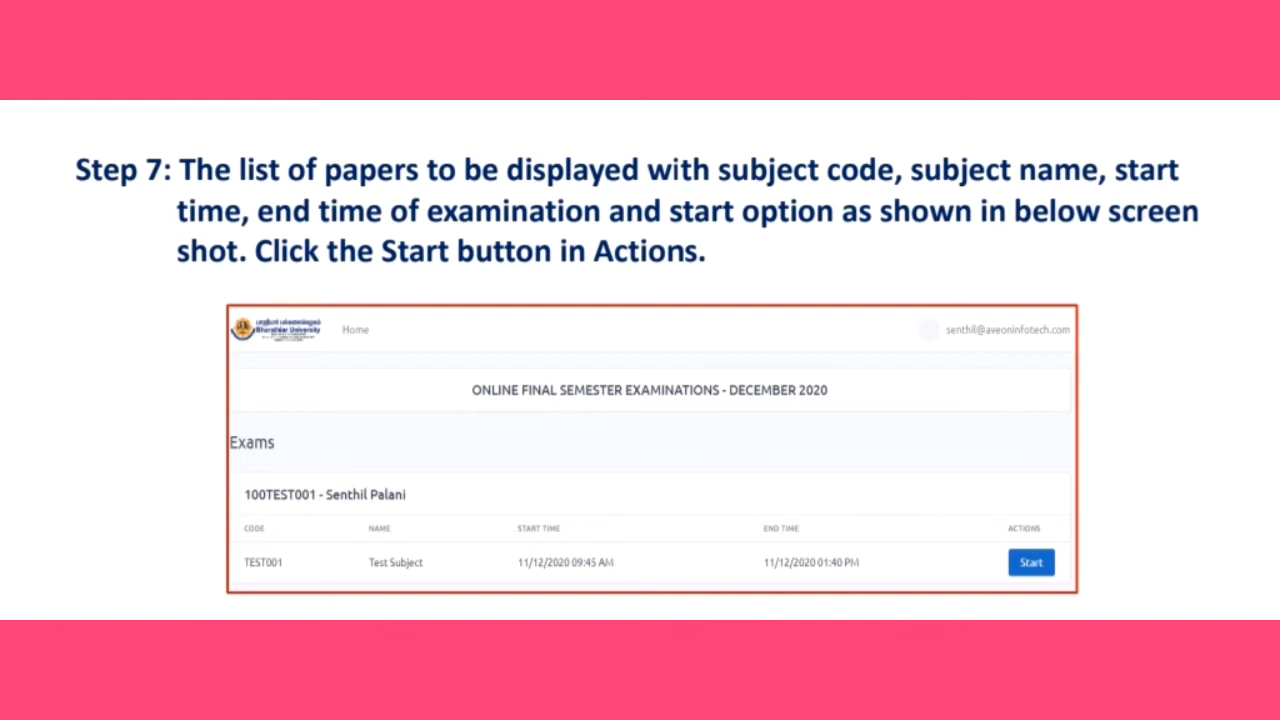 Step 7: The list of papers to be displayed with subject code, subject name, start
time, end time of examination and start option as shown in below screen
shot. Click the Start button in Actions.
Bharathiar University
Home
senthil@aveoninfotech.com
ONLINE FINAL SEMESTER EXAMINATIONS - DECEMBER 2020
Exams
100TEST001 - Senthil Palani
CODE NAME START TIME END TIME ACTIONS
TEST001 Test Subject 11/12/2020 09:45 AM 11/12/2020 01:40 PM Start